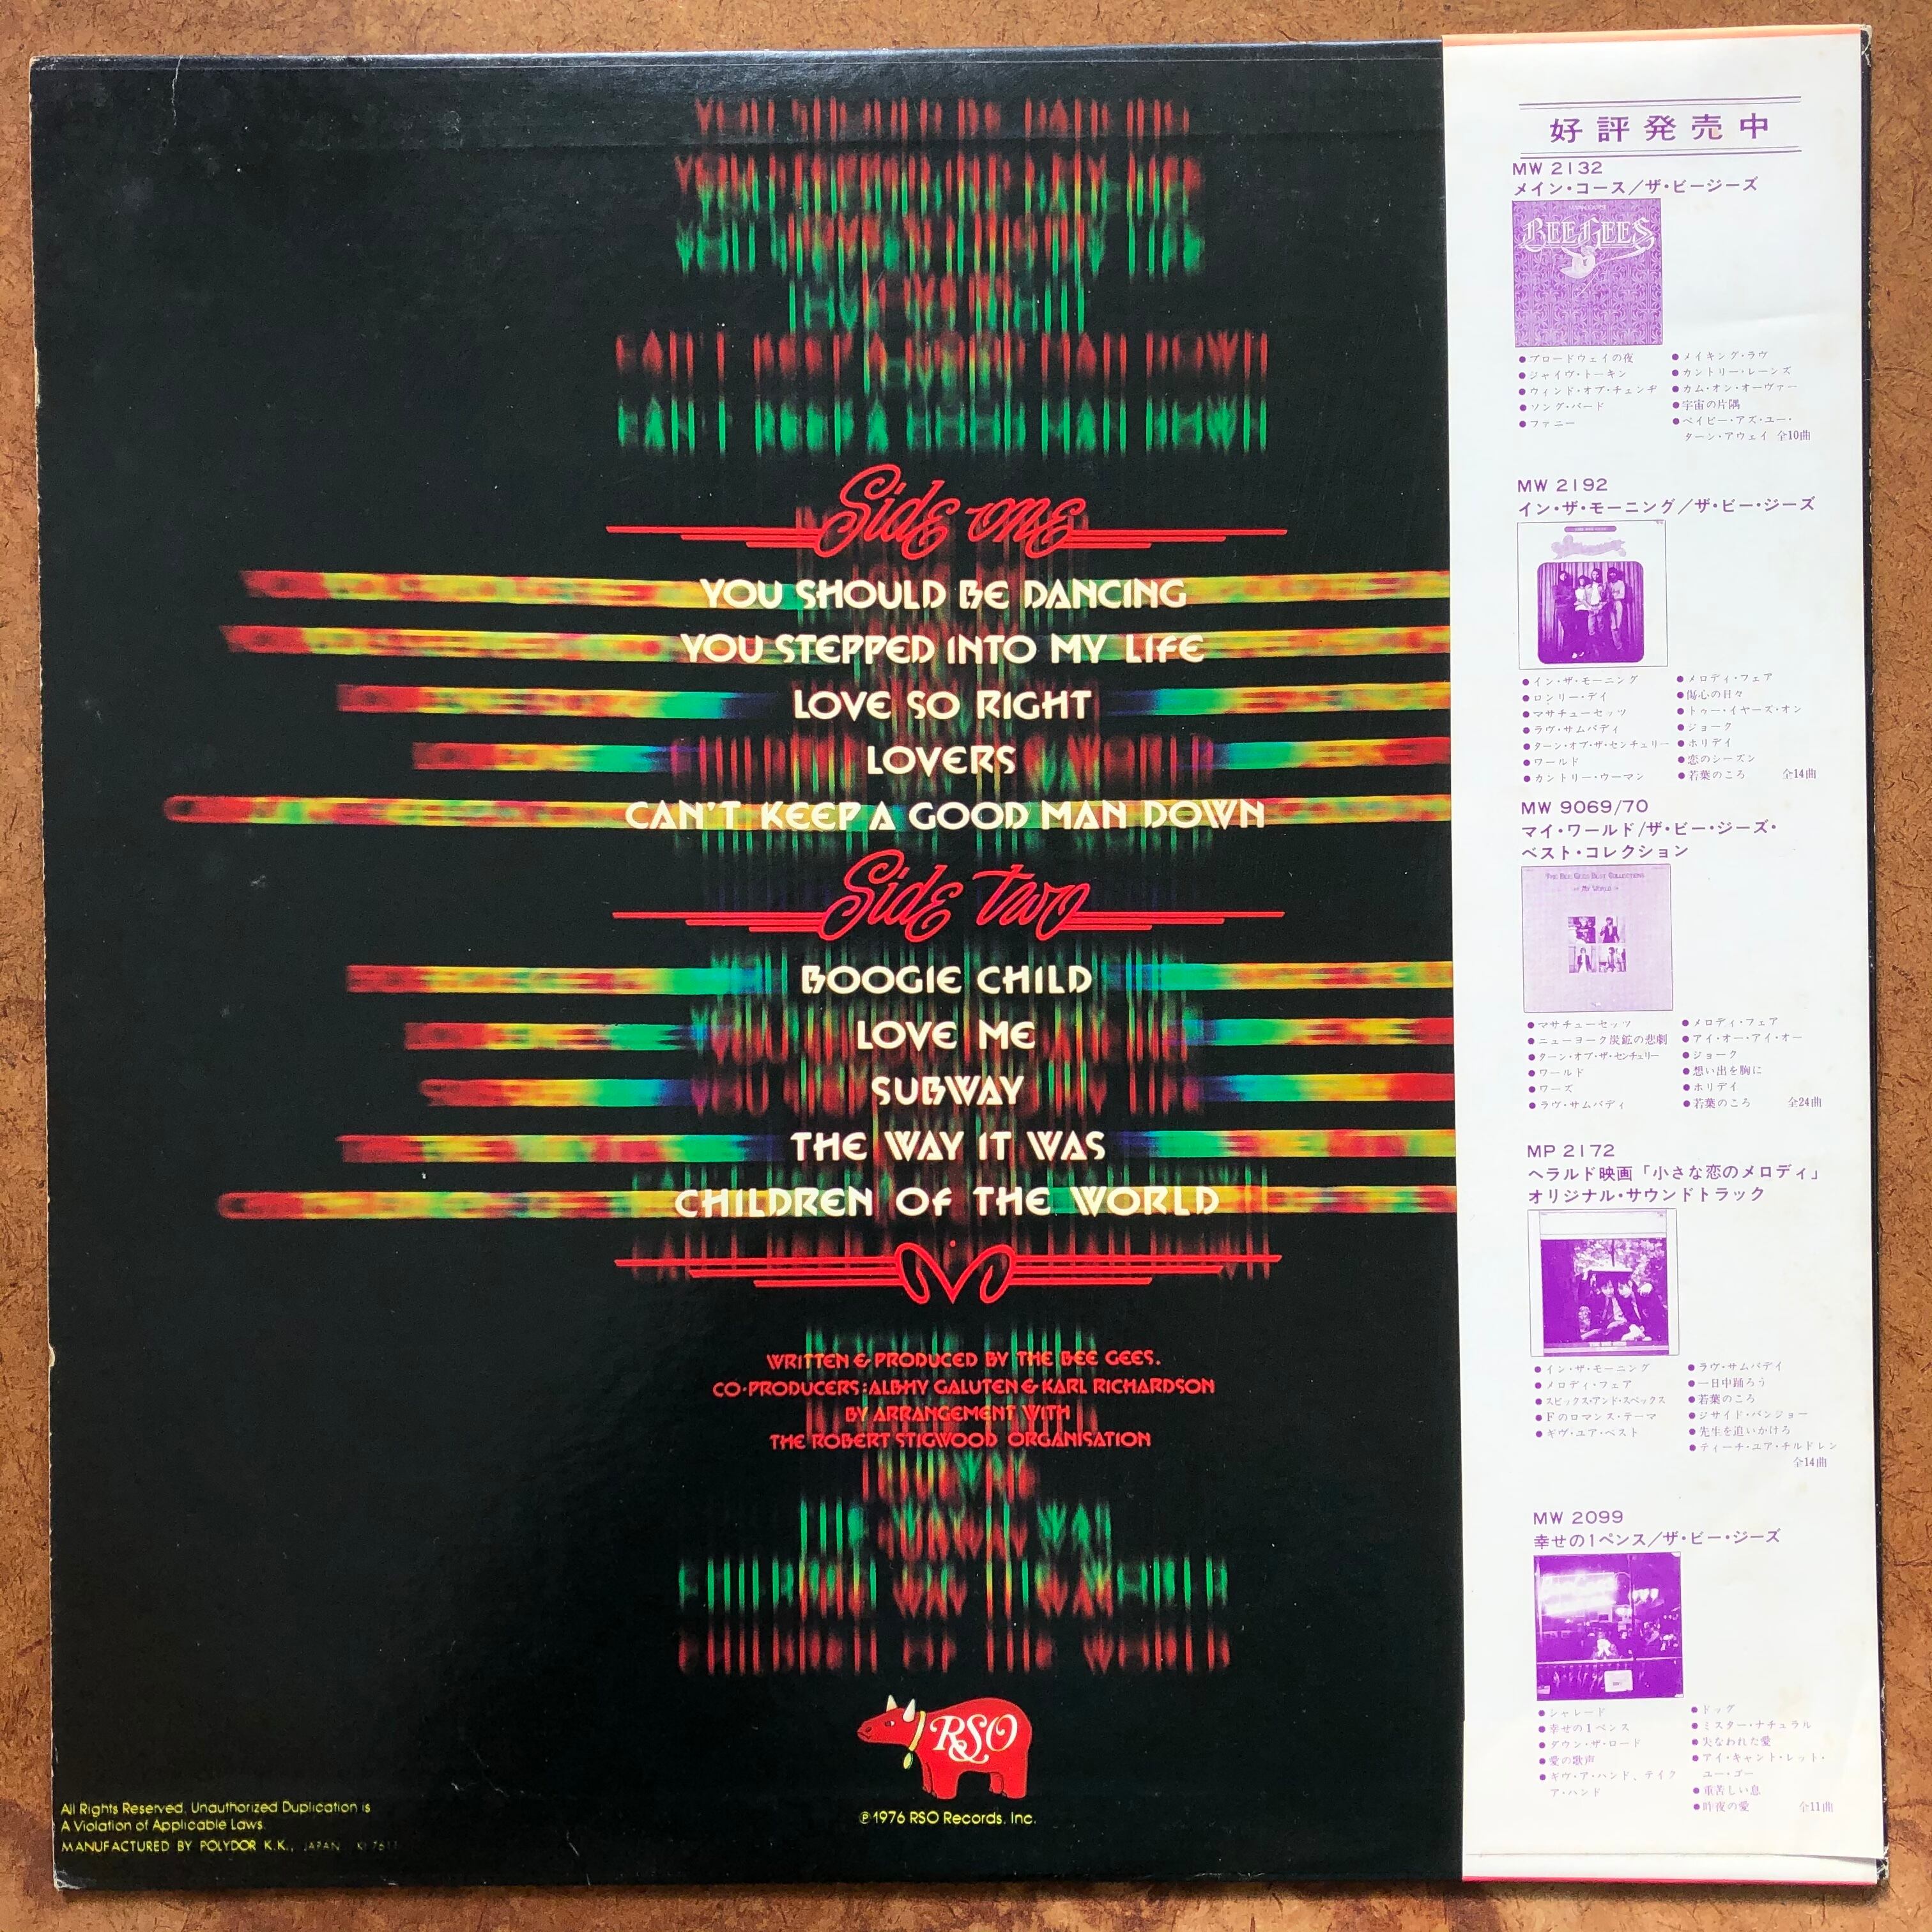 Side one
YOU SHOULD BE DANCING
YOU STEPPED INTO MY LIFE
LOVE SO RIGHT
LOVERS
CAN'T KEEP A GOOD MAN DOWN
Side two
BOOGIE CHILD
LOVE ME
SUBWAY
THE WAY IT WAS
CHILDREN OF THE WORLD
WRITTEN & PRODUCED BY THE BEE GEES.
CO-PRODUCERS: ALBHY GALUTEN & KARL RICHARDSON
BY ARRANGEMENT WITH
THE ROBERT STIGWOOD ORGANISATION
RSO
℗1976 RSO Records, Inc.
All Rights Reserved. Unauthorized Duplication is
A Violation of Applicable Laws.
MANUFACTURED BY POLYDOR K.K., JAPAN
好評発売中
MW 2132
メイン・コース/ザ・ビージーズ
BEE GEES
●ブロードウェイの夜
●ジャイヴ・トーキン
●ウィンド・オブ・チェンヂ
●ソング・バード
●ファニー
●メイキング・ラヴ
●カントリー・レーンズ
●カム・オン・オーヴァー
●宇宙の片隅
●ベイビー・アズ・ユー・
ターン・アウェイ 全10曲
MW 2192
イン・ザ・モーニング/ザ・ビー・ジーズ
●イン・ザ・モーニング
●ロンリー・デイ
●マサチューセッツ
●ラヴ・サムバディ
●ターン・オブ・ザ・センチュリー
●ワールド
●カントリー・ウーマン
●メロディ・フェア
●傷心の日々
●トゥー・イヤーズ・オン
●ジョーク
●ホリデイ
●恋のシーズン
●若葉のころ 全14曲
MW 9069/70
マイ・ワールド/ザ・ビー・ジーズ・
ベスト・コレクション
THE BEE GEES BEST COLLECTION
MY WORLD
●マサチューセッツ
●ニューヨーク炭鉱の悲劇
●ターン・オブ・ザ・センチュリー
●ワールド
●ワーズ
●ラヴ・サムバディ
●メロディ・フェア
●アイ・オー・アイ・オー
●ジョーク
●想い出を胸に
●ホリデイ
●若葉のころ 全24曲
MP 2172
ヘラルド映画「小さな恋のメロディ」
オリジナル・サウンドトラック
●イン・ザ・モーニング
●メロディ・フェア
●スピックス・アンド・スペックス
●Fのロマンス・テーマ
●ギヴ・ユア・ベスト
●ラヴ・サムバデイ
●一日中踊ろう
●若葉のころ
●ジサイド・バンジョー
●先生を追いかけろ
●ティーチ・ユア・チルドレン
全14曲
MW 2099
幸せの1ペンス/ザ・ビー・ジーズ
●シャレード
●幸せの1ペンス
●ダウン・ザ・ロード
●愛の歌声
●ギヴ・ア・ハンド、テイク
ア・ハンド
●ドッグ
●ミスター・ナチュラル
●失なわれた愛
●アイ・キャント・レット・
ユー・ゴー
●重苦しい息
●昨夜の愛 全11曲